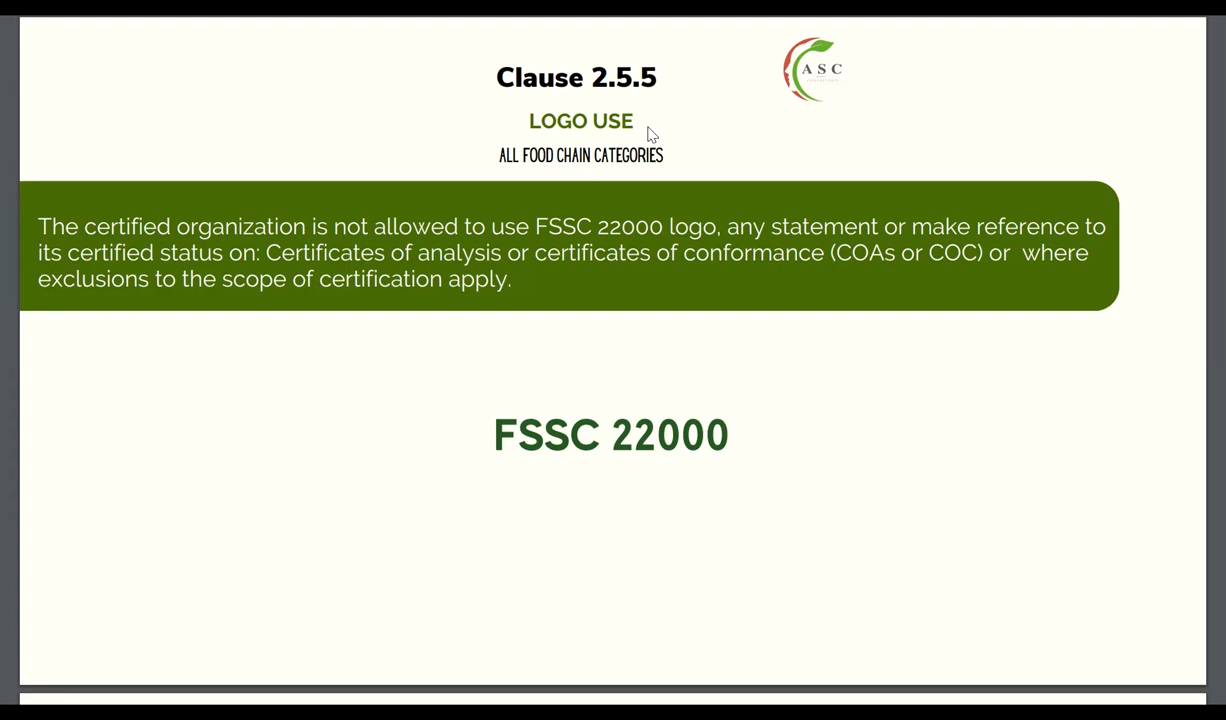 Clause 2.5.5
ASC
LOGO USE
ALL FOOD CHAIN CATEGORIES
The certified organization is not allowed to use FSSC 22000 logo, any statement or make reference to
its certified status on: Certificates of analysis or certificates of conformance (COAs or COC) or where
exclusions to the scope of certification apply.
FSSC 22000